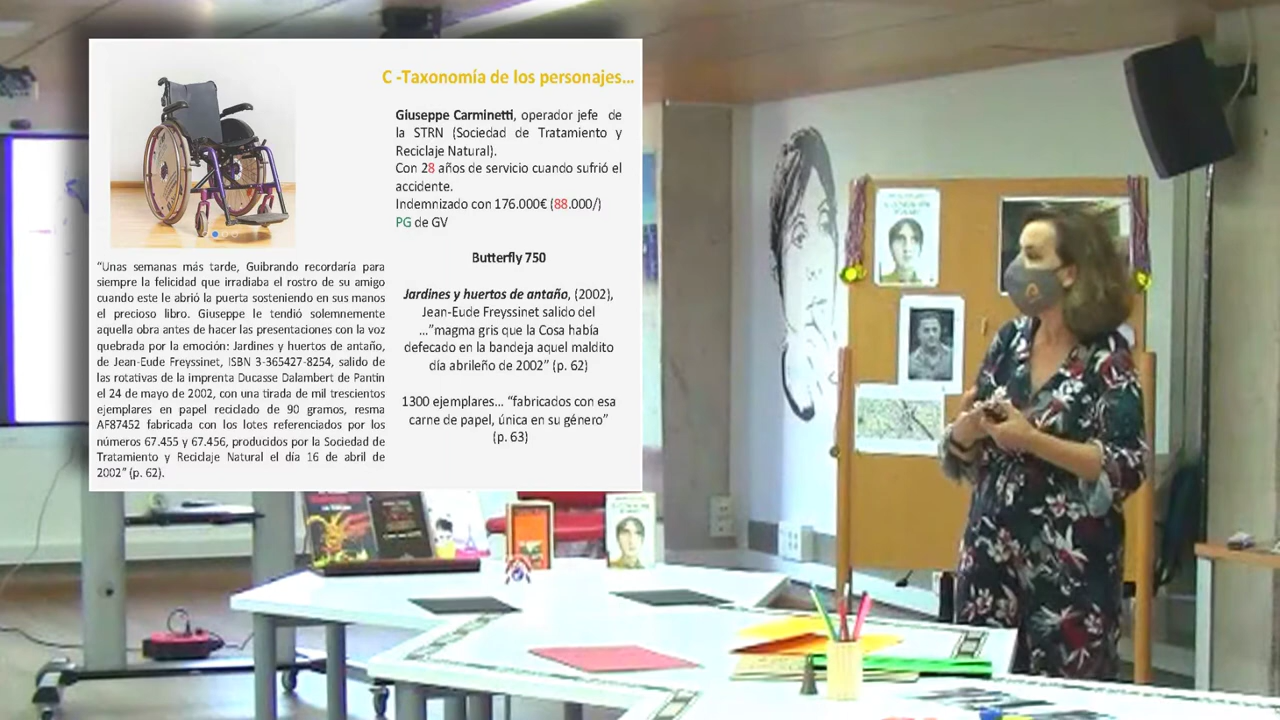 C -Taxonomía de los personajes...
Giuseppe Carminetti, operador jefe de
la STRN (Sociedad de Tratamiento y
Reciclaje Natural).
Con 28 años de servicio cuando sufrió el
accidente.
Indemnizado con 176.000€ (88.000/)
PG de GV
Butterfly 750
Jardines y huertos de antaño, (2002),
Jean-Eude Freyssinet salido del
..."magma gris que la Cosa había
defecado en la bandeja aquel maldito
día abrileño de 2002" (p. 62)
1300 ejemplares... "fabricados con esa
carne de papel, única en su género"
(p. 63)
"Unas semanas más tarde, Guibrando recordaría para
siempre la felicidad que irradiaba el rostro de su amigo
cuando este le abrió la puerta sosteniendo en sus manos
el precioso libro. Giuseppe le tendió solemnemente
aquella obra antes de hacer las presentaciones con la voz
quebrada por la emoción: Jardines y huertos de antaño,
de Jean-Eude Freyssinet, ISBN 3-365427-8254, salido de
las rotativas de la imprenta Ducasse Dalambert de Pantin
el 24 de mayo de 2002, con una tirada de mil trescientos
ejemplares en papel reciclado de 90 gramos, resma
AF87452 fabricada con los lotes referenciados por los
números 67.455 y 67.456, producidos por la Sociedad de
Tratamiento y Reciclaje Natural el día 16 de abril de
2002" (p. 62).